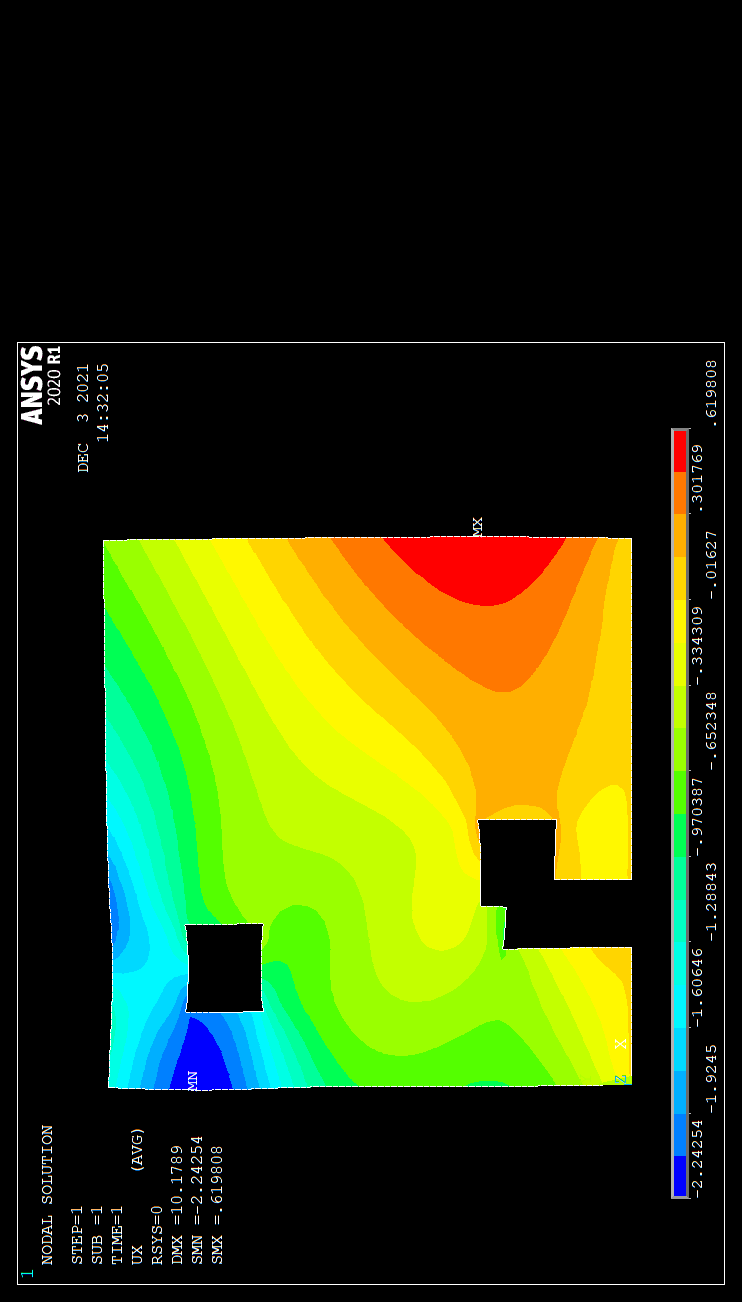 1
NODAL SOLUTION
STEP=1
SUB =1
TIME=1
UX       (AVG)
RSYS=0
DMX =10.1789
SMN =-2.24254
SMX =.619808
ANSYS
2020 R1
DEC  3 2021
14:32:05
MN
MX
Z
X
-2.24254
-1.9245
-1.60646
-1.28843
-.970387
-.652348
-.334309
-.01627
.301769
.619808